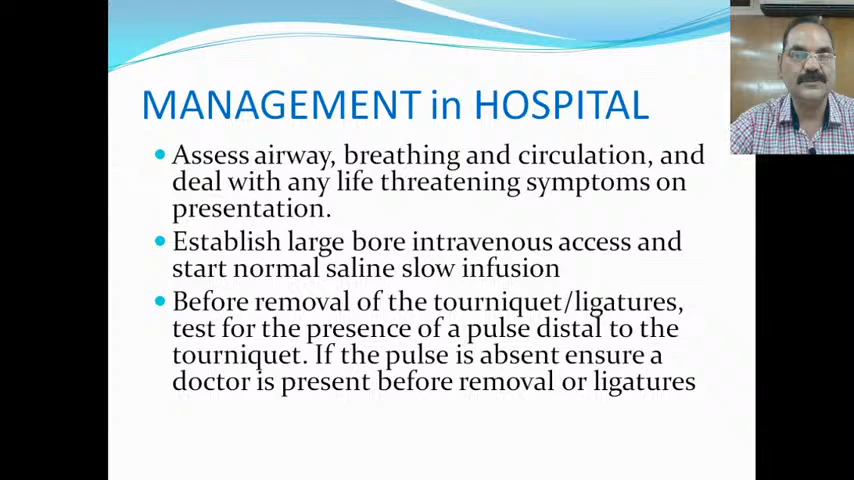 MANAGEMENT in HOSPITAL
Assess airway, breathing and circulation, and
deal with any life threatening symptoms on
presentation.
Establish large bore intravenous access and
start normal saline slow infusion
Before removal of the tourniquet/ligatures,
test for the presence of a pulse distal to the
tourniquet. If the pulse is absent ensure a
doctor is present before removal or ligatures